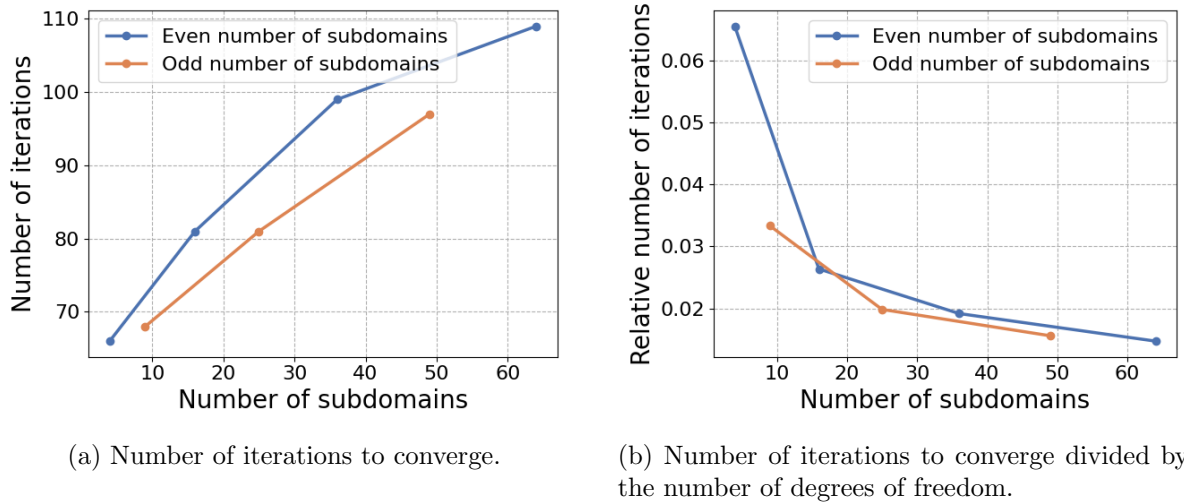 110
100
90
80
70
Number of iterations
Even number of subdomains
Odd number of subdomains
10 20 30 40 50 60
Number of subdomains
(a) Number of iterations to converge.
0.06
0.05
0.04
0.03
0.02
Relative number of iterations
Even number of subdomains
Odd number of subdomains
10 20 30 40 50 60
Number of subdomains
(b) Number of iterations to converge divided by
the number of degrees of freedom.